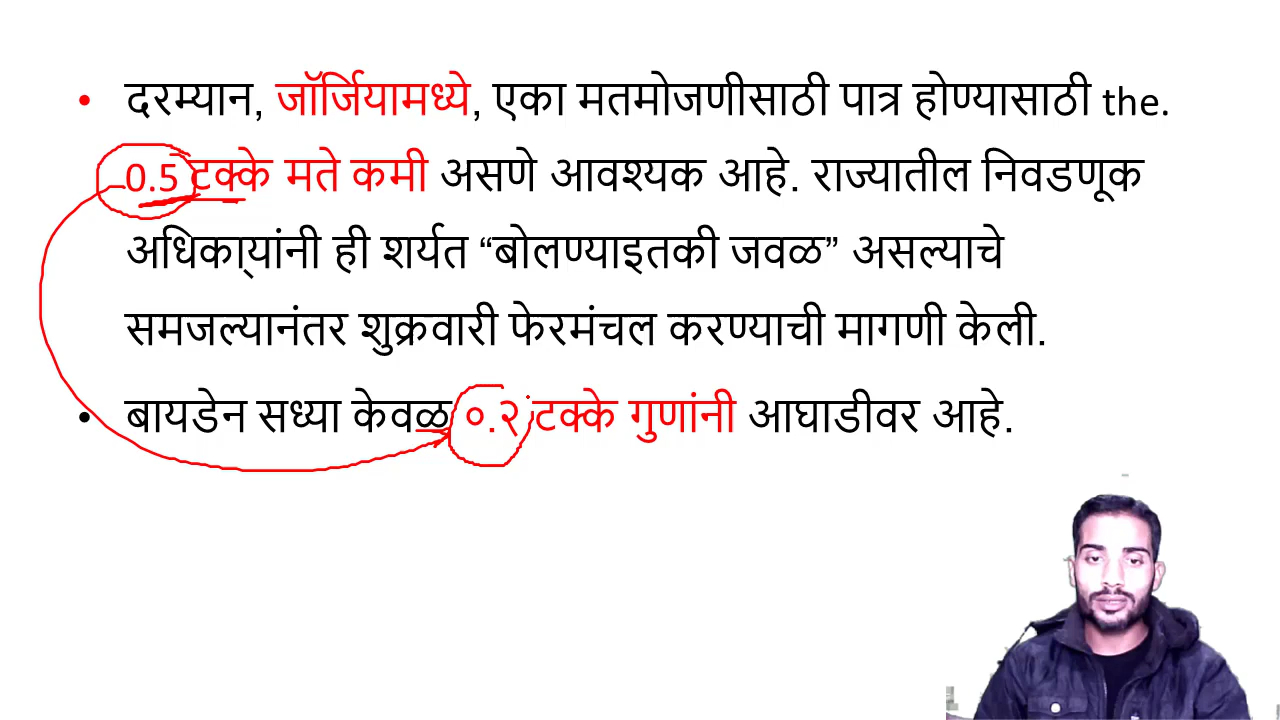 • दरम्यान, जॉर्जियामध्ये, एका मतमोजणीसाठी पात्र होण्यासाठी the.
0.5 टक्के मते कमी असणे आवश्यक आहे. राज्यातील निवडणूक
अधिका्यांनी ही शर्यत “बोलण्याइतकी जवळ” असल्याचे
समजल्यानंतर शुक्रवारी फेरमंचल करण्याची मागणी केली.
• बायडेन सध्या केवळ ०.२ टक्के गुणांनी आघाडीवर आहे.